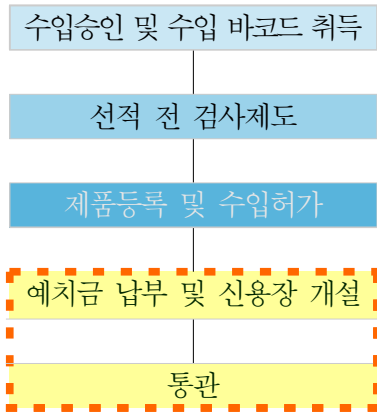 수입승인 및 수입 바코드 취득
선적 전 검사제도
제품등록 및 수입허가
예치금 납부 및 신용장 개설
통관